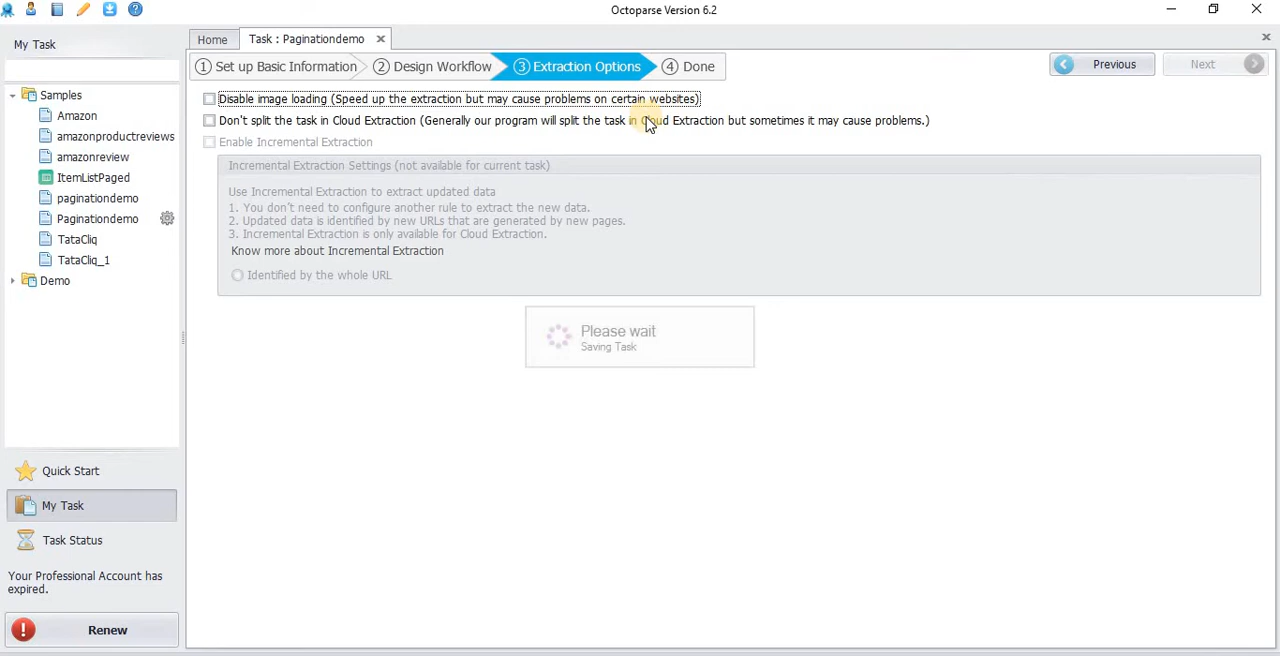 Octoparse Version 6.2
My Task
Home
Task : Paginationdemo
1 Set up Basic Information
2 Design Workflow
3 Extraction Options
4 Done
Previous
Next
Samples
Amazon
amazonproductreviews
amazonreview
ItemListPaged
paginationdemo
Paginationdemo
TataCliq
TataCliq_1
Demo
Disable image loading (Speed up the extraction but may cause problems on certain websites)
Don't split the task in Cloud Extraction (Generally our program will split the task in Cloud Extraction but sometimes it may cause problems.)
Enable Incremental Extraction
Incremental Extraction Settings (not available for current task)
Use Incremental Extraction to extract updated data
1. You don't need to configure another rule to extract the new data.
2. Updated data is identified by new URLs that are generated by new pages.
3. Incremental Extraction is only available for Cloud Extraction.
Know more about Incremental Extraction
Identified by the whole URL
Please wait
Saving Task
Quick Start
My Task
Task Status
Your Professional Account has
expired.
Renew